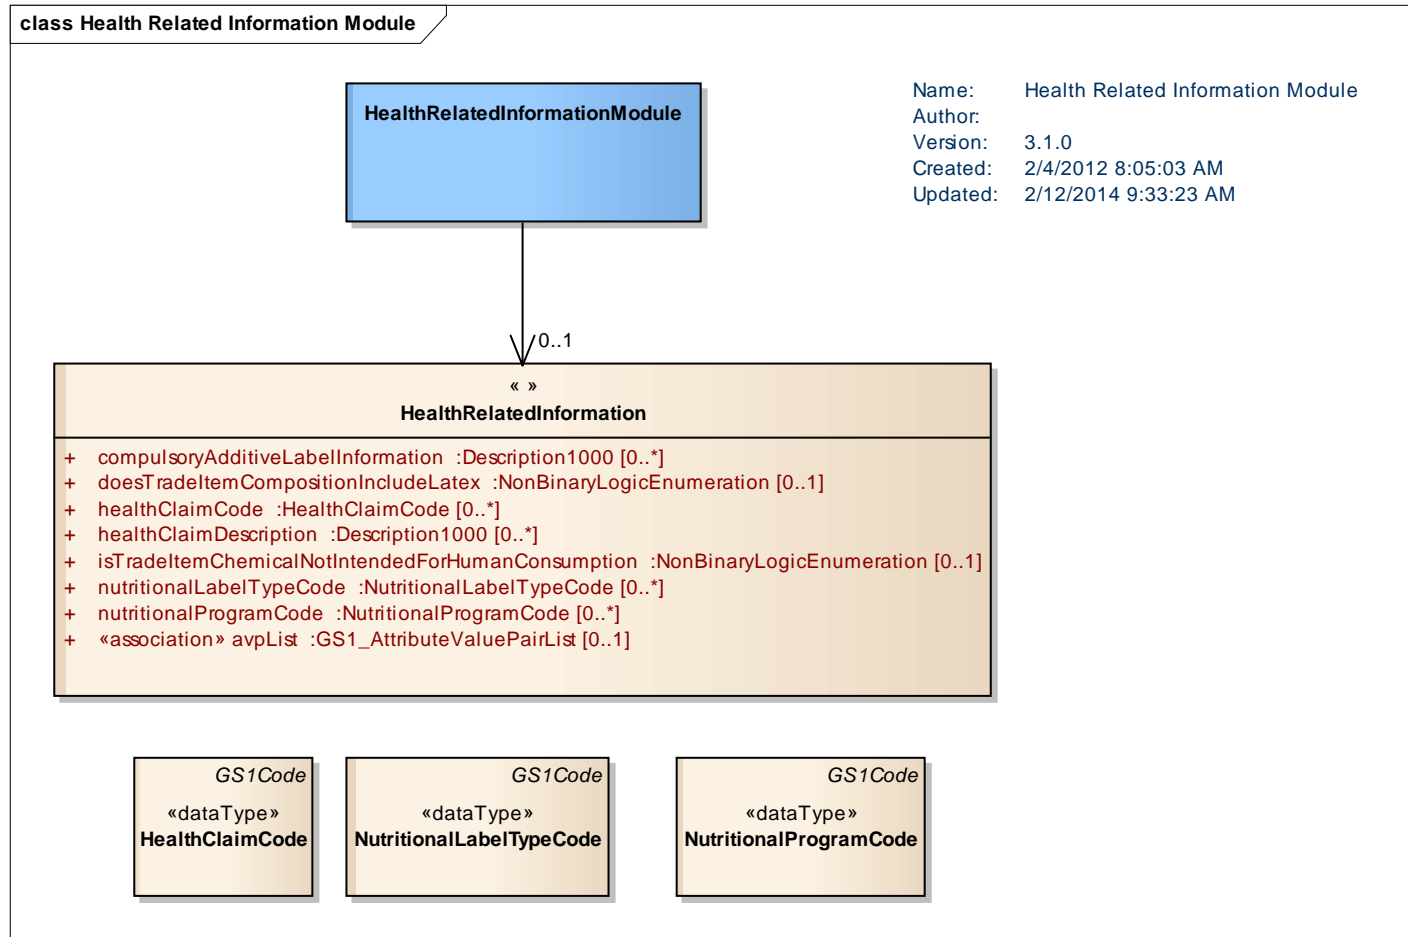 class Health Related Information Module
HealthRelatedInformationModule
Name: Health Related Information Module
Author:
Version: 3.1.0
Created: 2/4/2012 8:05:03 AM
Updated: 2/12/2014 9:33:23 AM
0..1
« »
HealthRelatedInformation
+ compulsoryAdditiveLabelInformation :Description1000 [0..*]
+ doesTradeItemCompositionIncludeLatex :NonBinaryLogicEnumeration [0..1]
+ healthClaimCode :HealthClaimCode [0..*]
+ healthClaimDescription :Description1000 [0..*]
+ isTradeItemChemicalNotIntendedForHumanConsumption :NonBinaryLogicEnumeration [0..1]
+ nutritionalLabelTypeCode :NutritionalLabelTypeCode [0..*]
+ nutritionalProgramCode :NutritionalProgramCode [0..*]
+ «association» avpList :GS1_AttributeValuePairList [0..1]
GS1Code
«dataType»
HealthClaimCode
GS1Code
«dataType»
NutritionalLabelTypeCode
GS1Code
«dataType»
NutritionalProgramCode